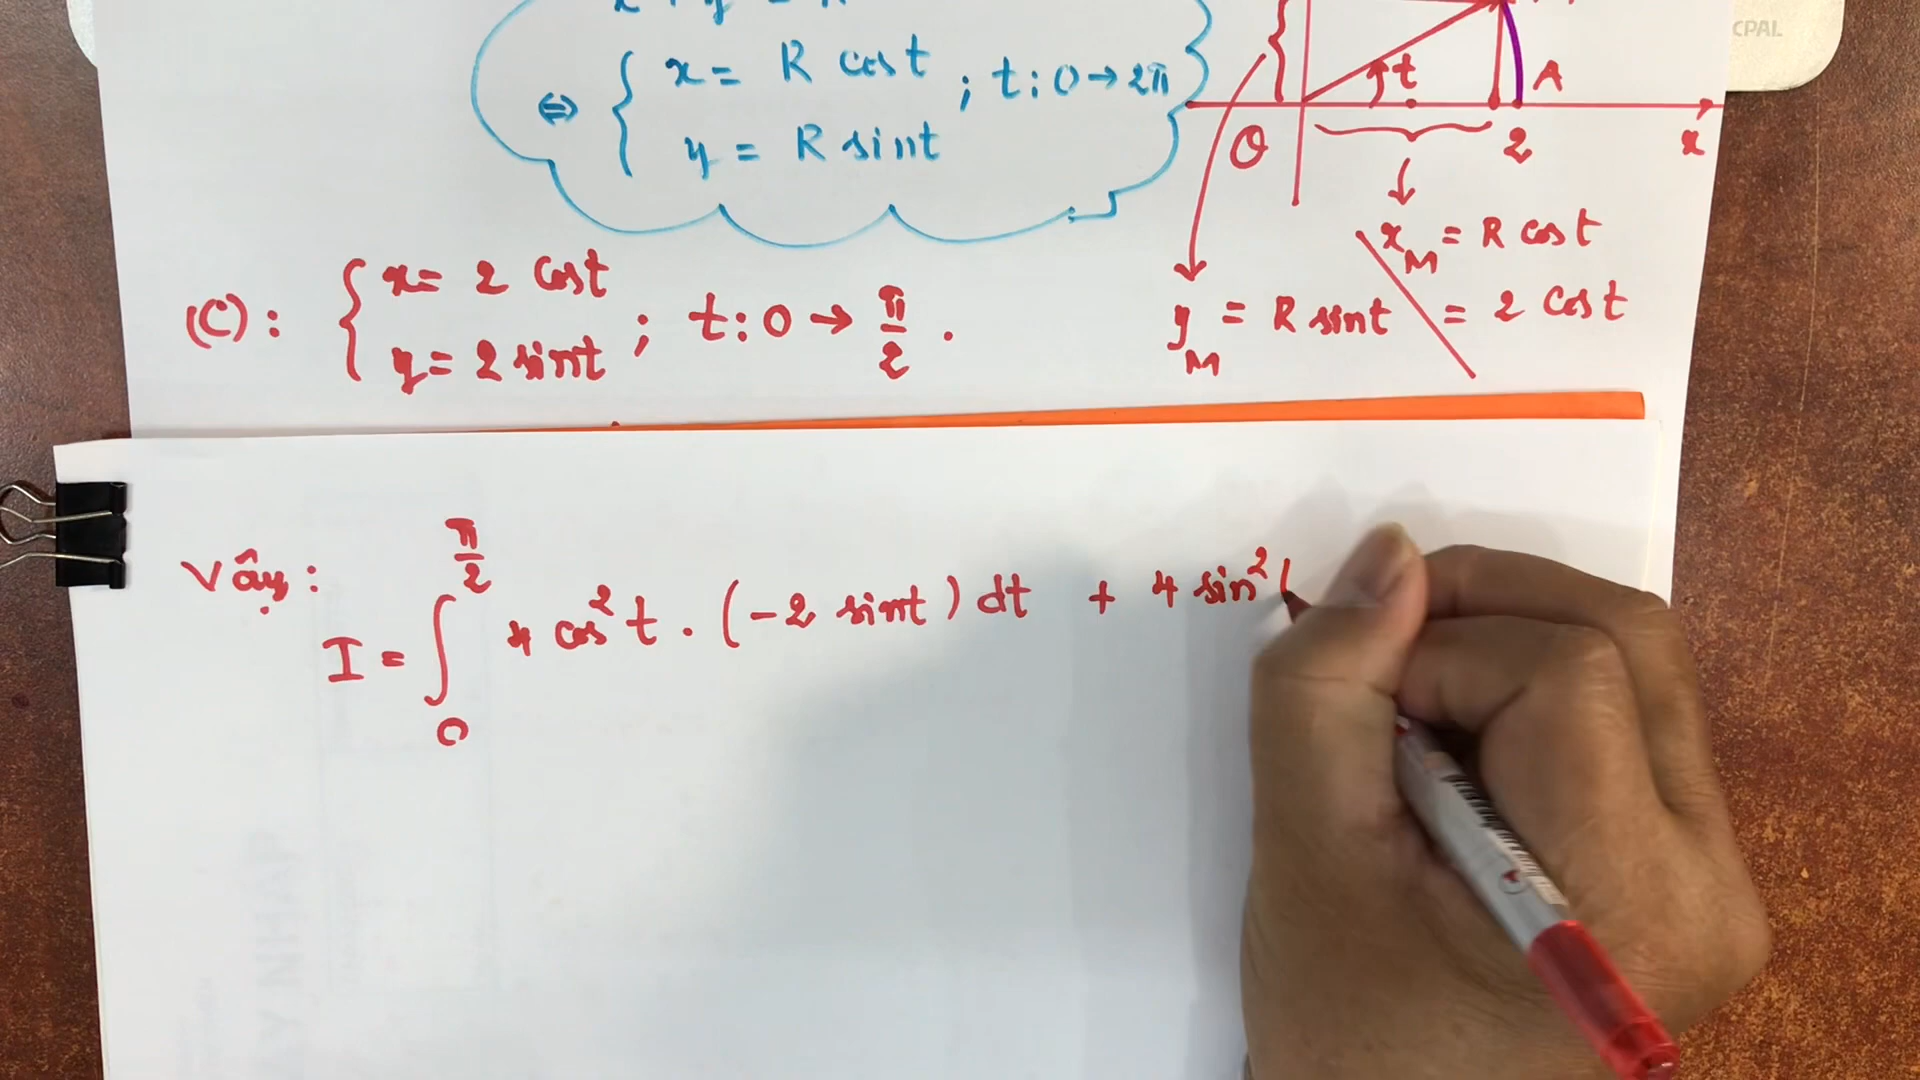 ⇔ { x = R cost
y = R sint
; t : 0 → 2π
t
A
O
2
x
x_M = R cost
= 2 cost
y_M = R sint
(C) : { x = 2 cost
y = 2 sint
; t : 0 → π/2 .
CPAL
Vậy :
I = ∫_0^{π/2} 4 cos² t . (-2 sint) dt + 4 sin²